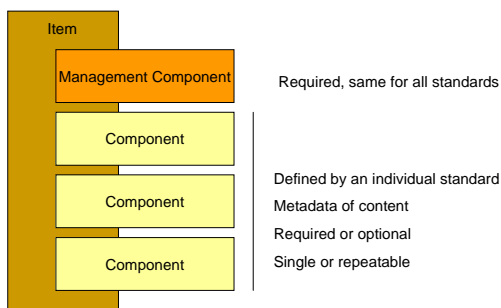 Item
Management Component
Required, same for all standards
Component
Component
Component
Defined by an individual standard
Metadata of content
Required or optional
Single or repeatable